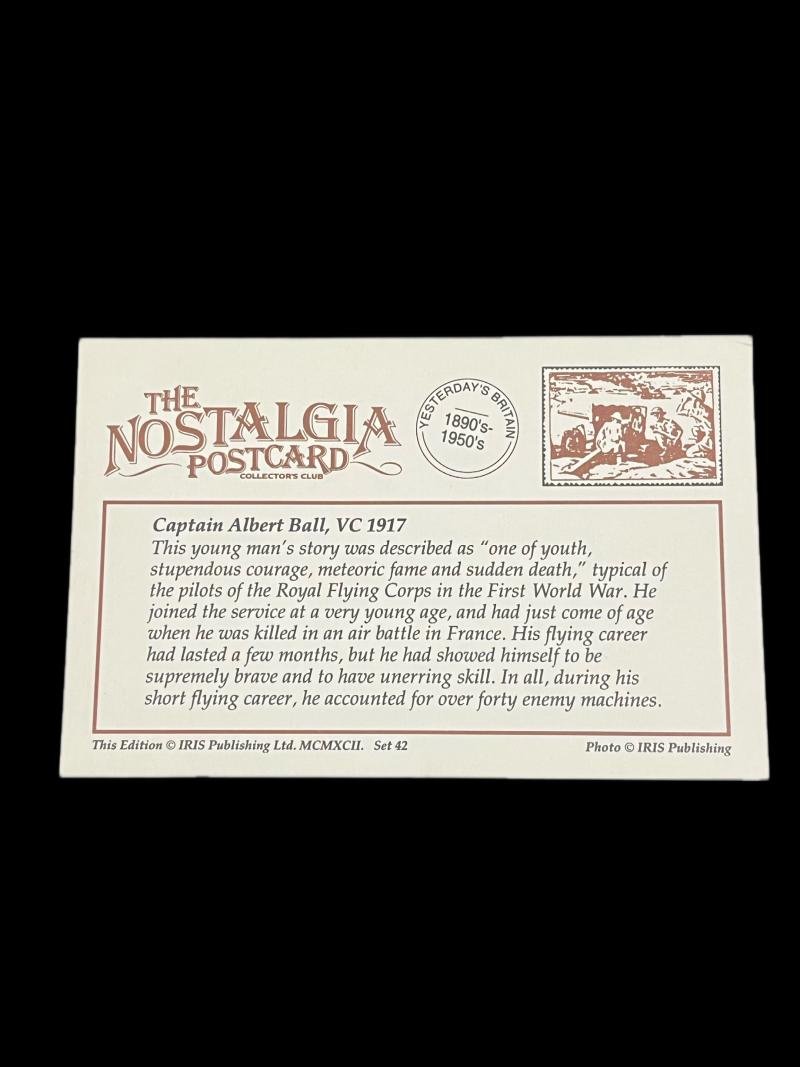 THE
NOSTALGIA
POSTCARD
COLLECTOR'S CLUB
YESTERDAY'S BRITAIN
1890's-
1950's
Captain Albert Ball, VC 1917
This young man's story was described as “one of youth,
stupendous courage, meteoric fame and sudden death,” typical of
the pilots of the Royal Flying Corps in the First World War. He
joined the service at a very young age, and had just come of age
when he was killed in an air battle in France. His flying career
had lasted a few months, but he had showed himself to be
supremely brave and to have unerring skill. In all, during his
short flying career, he accounted for over forty enemy machines.
This Edition © IRIS Publishing Ltd. MCMXCII. Set 42
Photo © IRIS Publishing